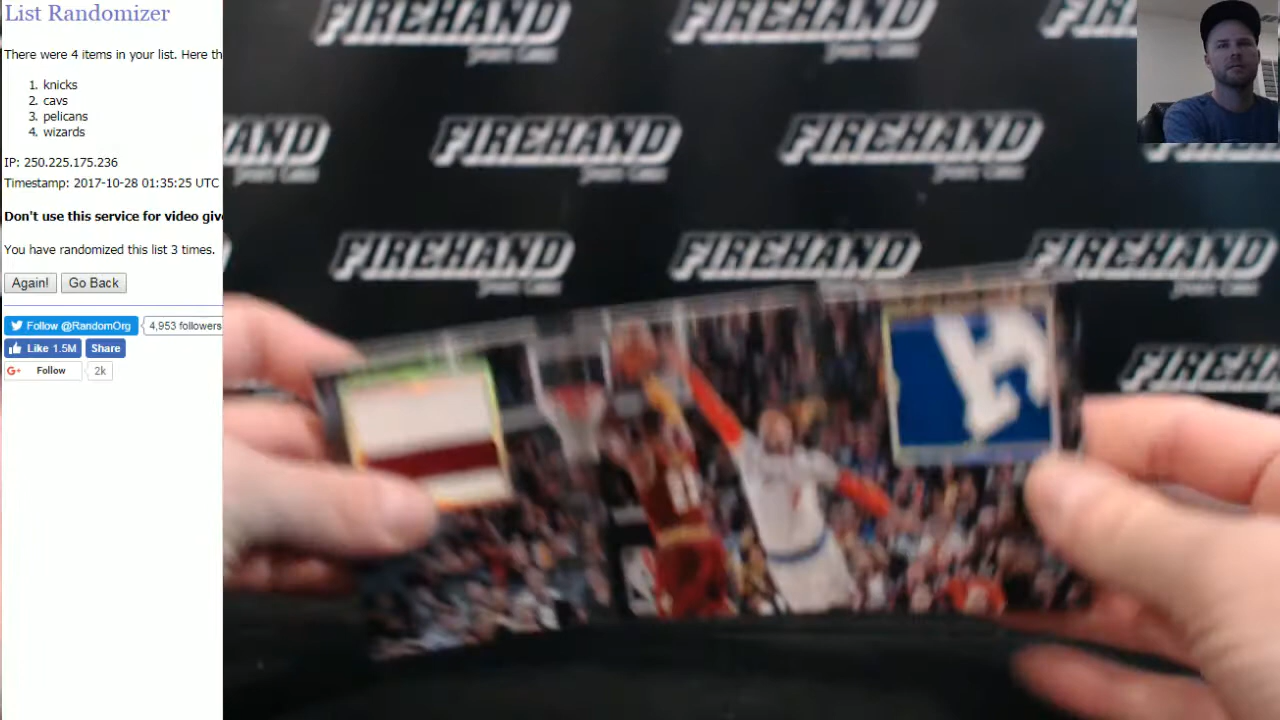 List Randomizer
There were 4 items in your list. Here th
1. knicks
2. cavs
3. pelicans
4. wizards
IP: 250.225.175.236
Timestamp: 2017-10-28 01:35:25 UTC
Don't use this service for video giv
You have randomized this list 3 times.
Again! Go Back
Follow @RandomOrg 4,953 followers
Like 1.5M Share
G+ Follow 2k
FIREHAND FIREHAND
FIREHAND FIREHAND
FIREHAND FIREHAND FIREHAND
FIREHAND